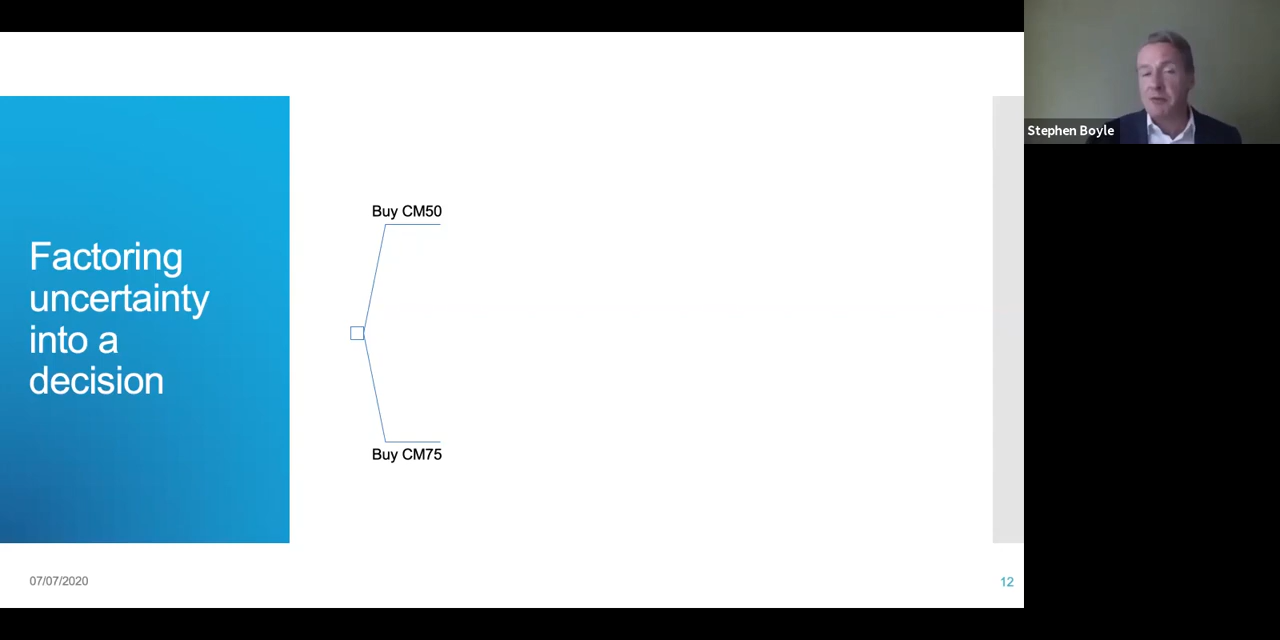 Stephen Boyle
Buy CM50
Factoring
uncertainty
into a
decision
Buy CM75
07/07/2020
12